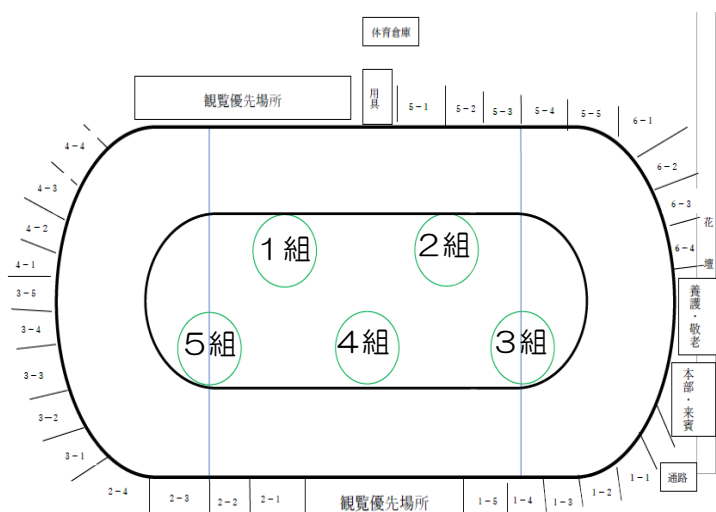 体育倉庫
観覧優先場所
用具
5-1
5-2
5-3
5-4
5-5
6-1
4-4
6-2
4-3
6-3
花
4-2
1組
2組
6-4
壇
4-1
3-5
養護・敬老
3-4
5組
4組
3組
3-3
本部・来賓
3-2
3-1
1-1
通路
2-4
2-3
2-2
2-1
観覧優先場所
1-5
1-4
1-3
1-2